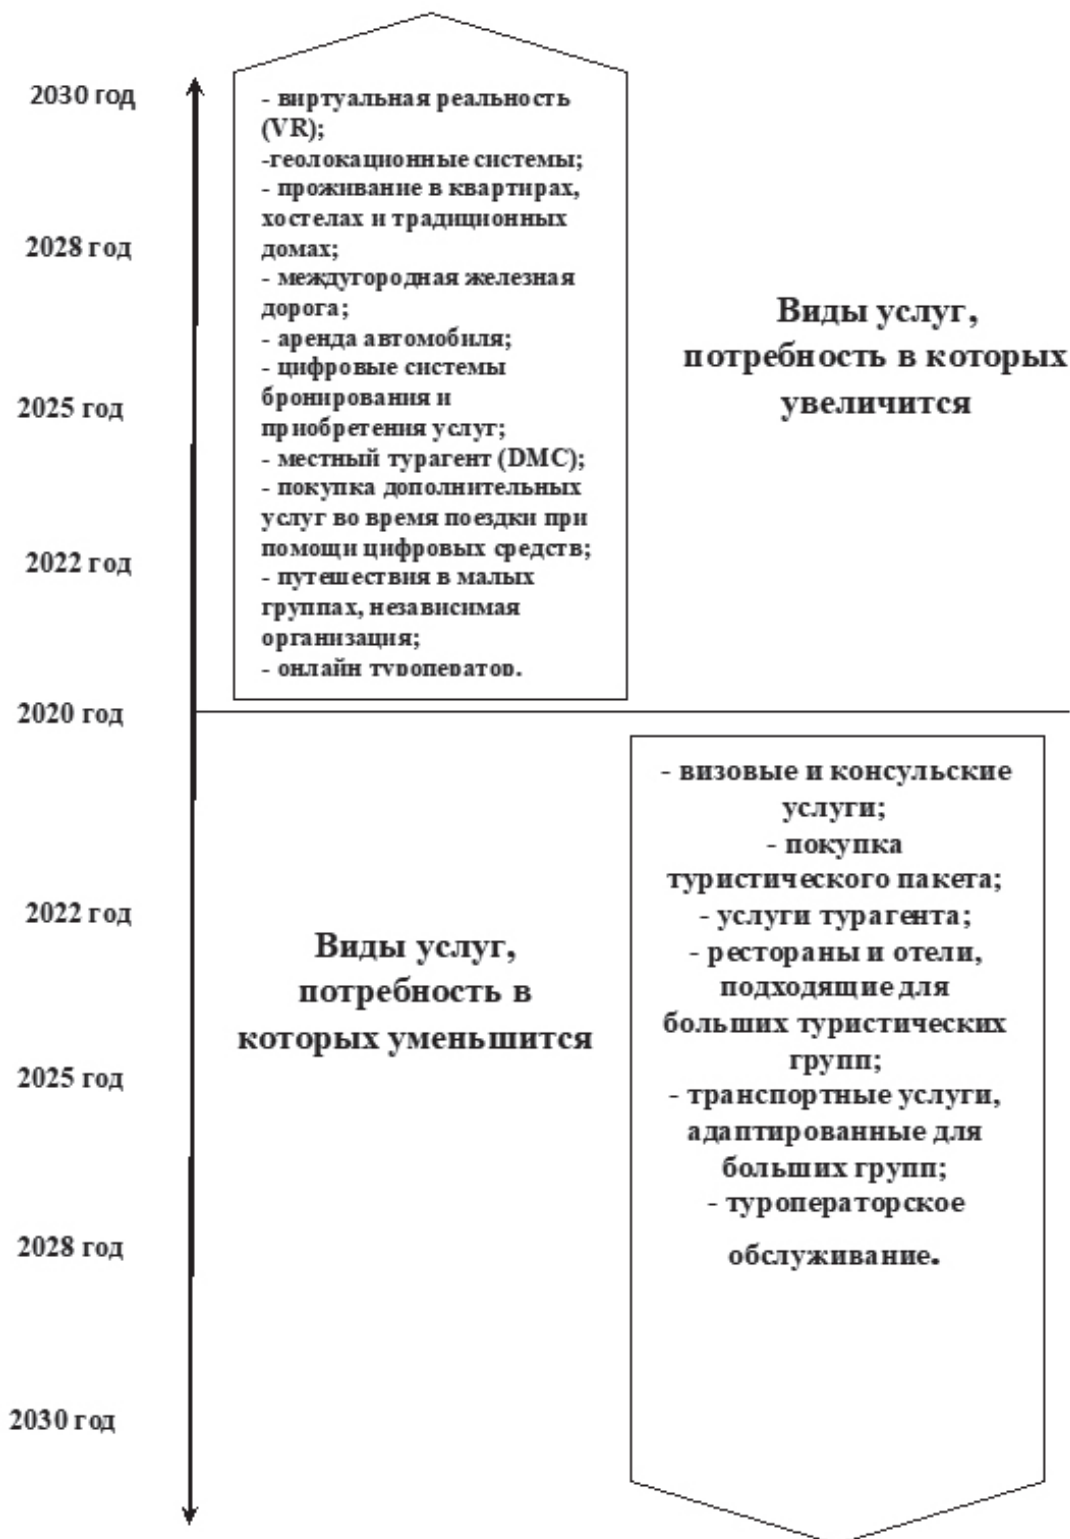 2030 год
2028 год
2025 год
2022 год
2020 год
2022 год
2025 год
2028 год
2030 год
- виртуальная реальность
(VR);
-геолокационные системы;
- проживание в квартирах,
хостелах и традиционных
домах;
- междугородная железная
дорога;
- аренда автомобиля;
- цифровые системы
бронирования и
приобретения услуг;
- местный турагент (DMC);
- покупка дополнительных
услуг во время поездки при
помощи цифровых средств;
- путешествия в малых
группах, независимая
организация;
- онлайн туроператор.
Виды услуг,
потребность в которых
увеличится
Виды услуг,
потребность в
которых уменьшится
- визовые и консульские
услуги;
- покупка
туристического пакета;
- услуги турагента;
- рестораны и отели,
подходящие для
больших туристических
групп;
- транспортные услуги,
адаптированные для
больших групп;
- туроператорское
обслуживание.